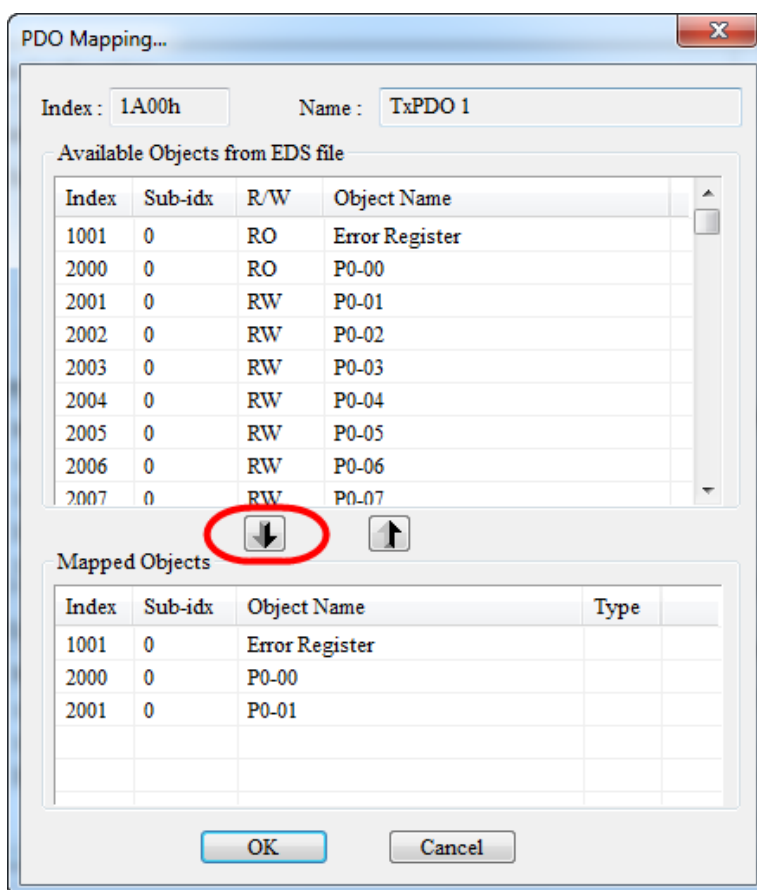 PDO Mapping...
Index : 1A00h Name : TxPDO 1
Available Objects from EDS file
Index Sub-idx R/W Object Name
1001 0 RO Error Register
2000 0 RO P0-00
2001 0 RW P0-01
2002 0 RW P0-02
2003 0 RW P0-03
2004 0 RW P0-04
2005 0 RW P0-05
2006 0 RW P0-06
2007 0 RW P0-07
Mapped Objects
Index Sub-idx Object Name Type
1001 0 Error Register
2000 0 P0-00
2001 0 P0-01
OK Cancel